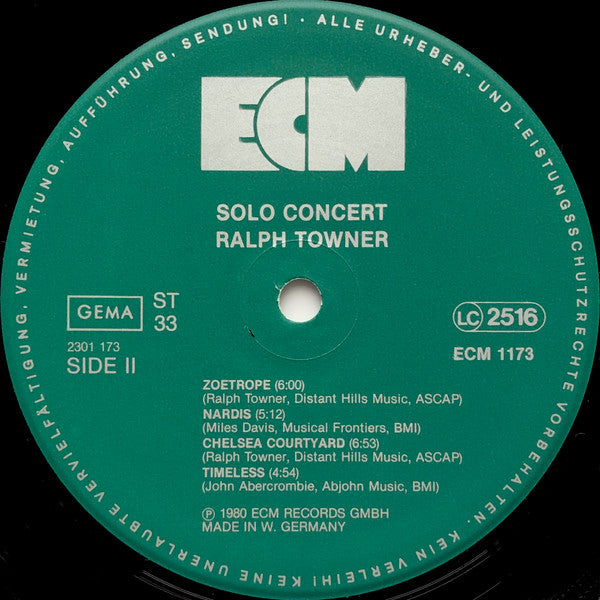 ALLE URHEBER- UND LEISTUNGSSCHUTZRECHTE VORBEHALTEN. KEIN VERLEIH! KEINE UNERLAUBTE VERVIELFÄLTIGUNG, VERMIETUNG, AUFFÜHRUNG, SENDUNG! ·
ECM
SOLO CONCERT
RALPH TOWNER
GEMA
ST
33
LC 2516
2301 173
SIDE II
ECM 1173
ZOETROPE (6:00)
(Ralph Towner, Distant Hills Music, ASCAP)
NARDIS (5:12)
(Miles Davis, Musical Frontiers, BMI)
CHELSEA COURTYARD (6:53)
(Ralph Towner, Distant Hills Music, ASCAP)
TIMELESS (4:54)
(John Abercrombie, Abjohn Music, BMI)
Ⓟ 1980 ECM RECORDS GMBH
MADE IN W. GERMANY